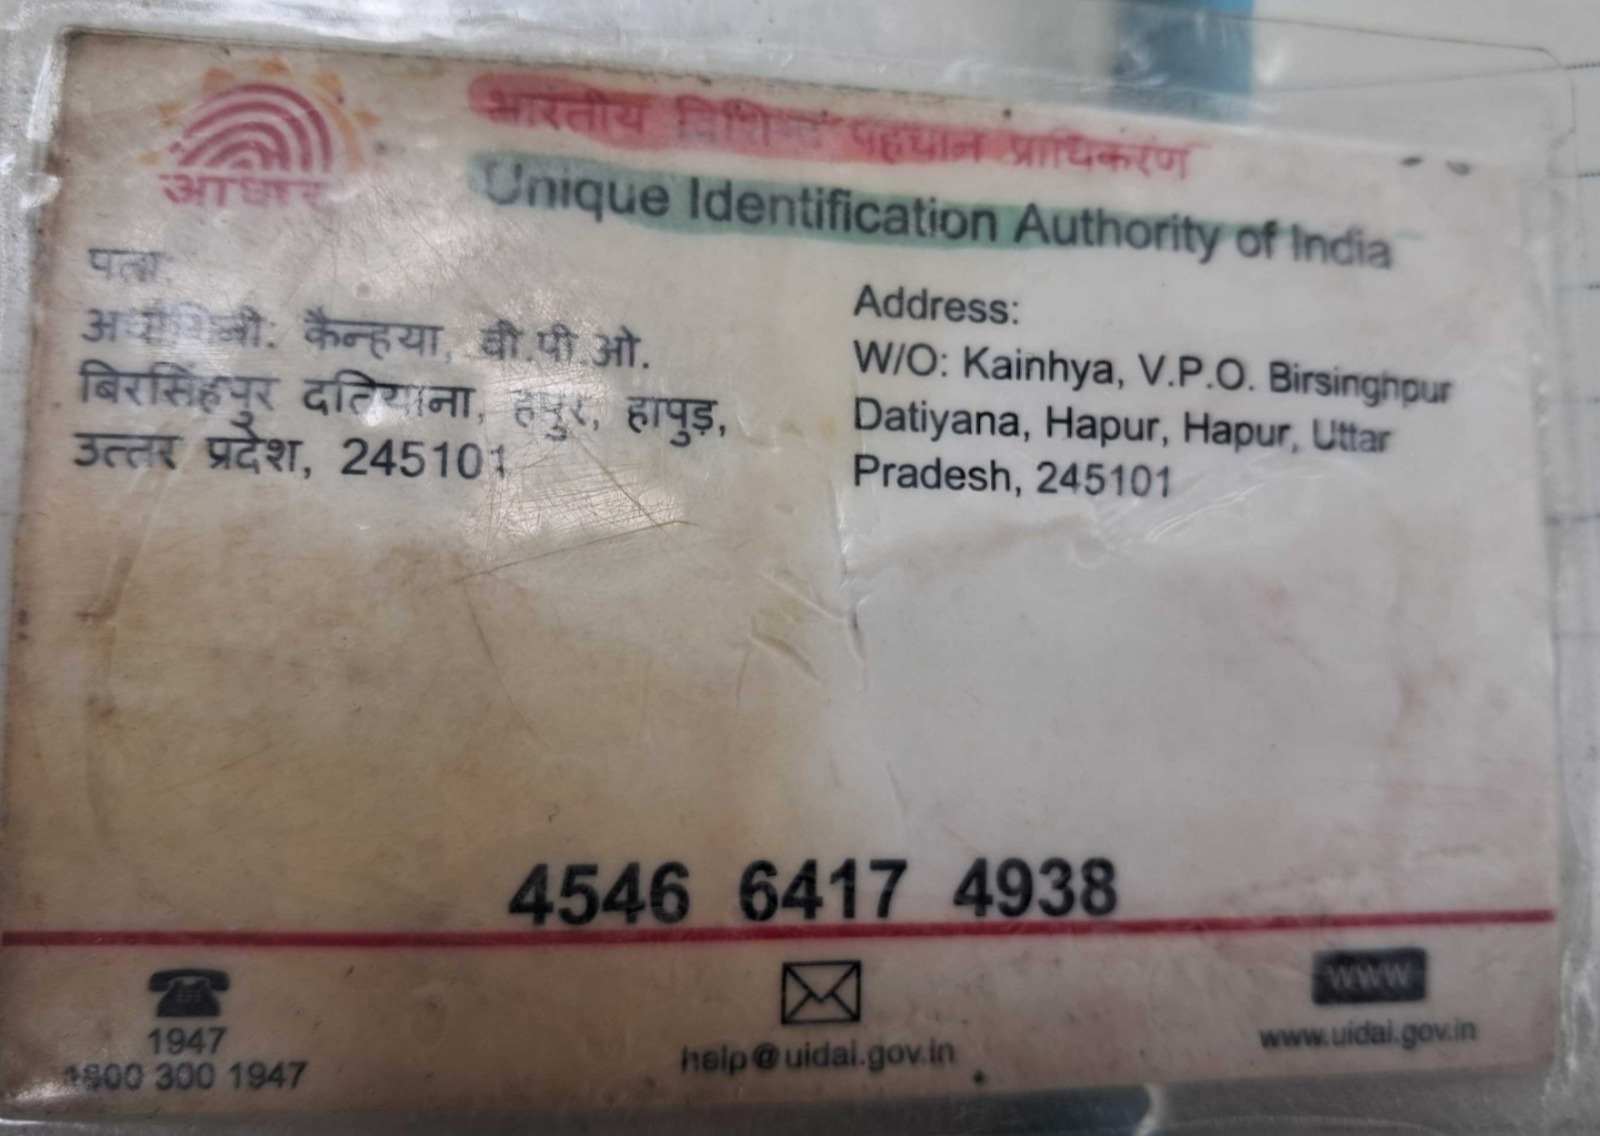 आधार
भारतीय विशिष्ट पहचान प्राधिकरण
Unique Identification Authority of India
पता:
अर्धांगिनी: कैन्हया, वी.पी.ओ.
बिरसिंहपुर दतियाना, हपुर, हापुड़,
उत्तर प्रदेश, 245101
Address:
W/O: Kainhya, V.P.O. Birsinghpur
Datiyana, Hapur, Hapur, Uttar
Pradesh, 245101
4546 6417 4938
1947
1800 300 1947
help@uidai.gov.in
www
www.uidai.gov.in